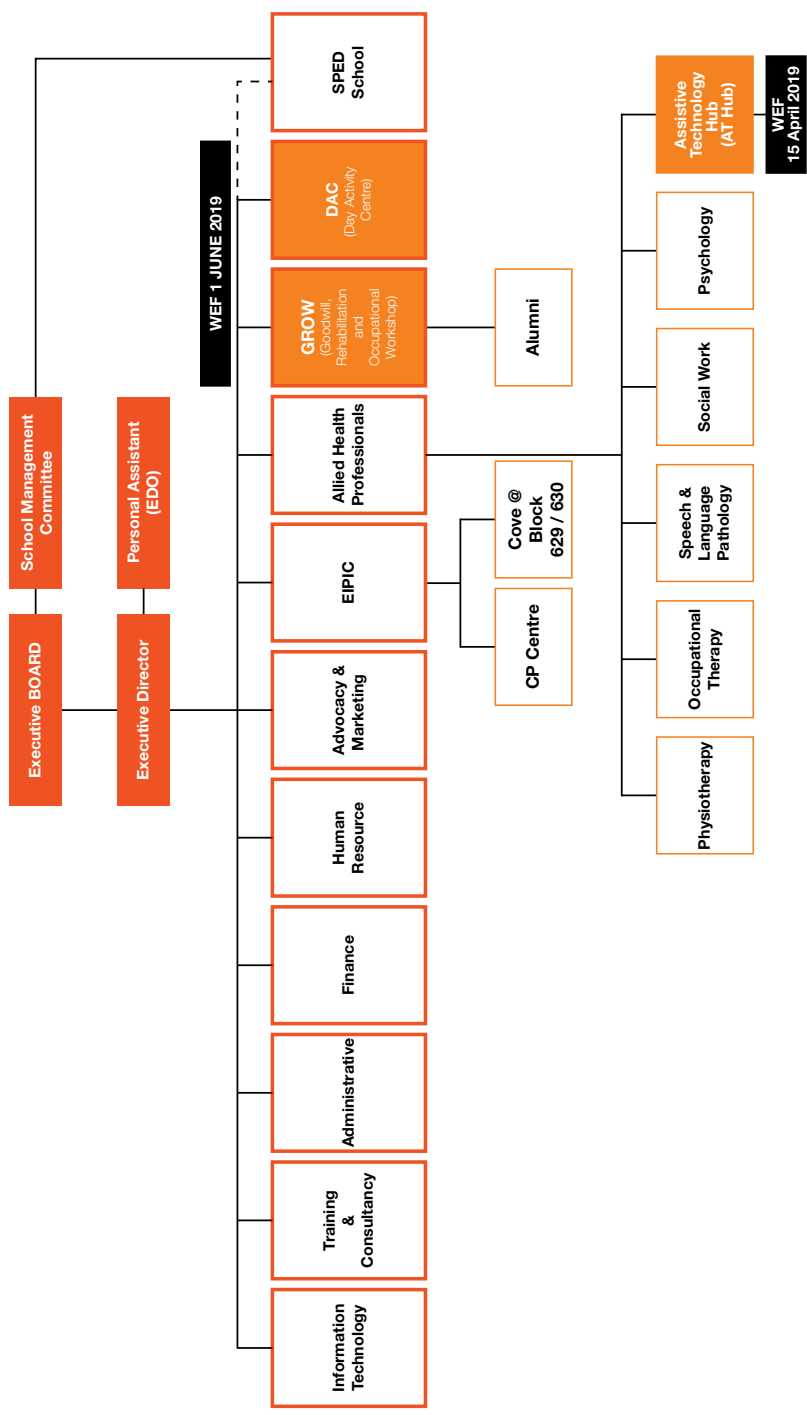 Executive BOARD
School Management
Committee
Executive Director
Personal Assistant
(EDO)
WEF 1 JUNE 2019
Information
Technology
Training
&
Consultancy
Administrative
Finance
Human
Resource
Advocacy &
Marketing
EIPIC
Allied Health
Professionals
GROW
(Goodwill,
Rehabilitation
and
Occupational
Workshop)
DAC
(Day Activity
Centre)
SPED
School
CP Centre
Cove @
Block
629 / 630
Alumni
Physiotherapy
Occupational
Therapy
Speech &
Language
Pathology
Social Work
Psychology
Assistive
Technology
Hub
(AT Hub)
WEF
15 April 2019